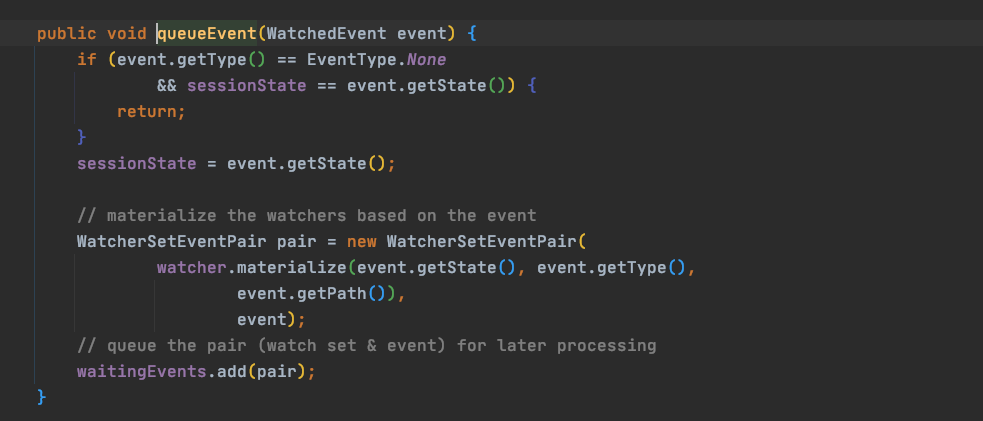 public void queueEvent(WatchedEvent event) {
    if (event.getType() == EventType.None
            && sessionState == event.getState()) {
        return;
    }
    sessionState = event.getState();

    // materialize the watchers based on the event
    WatcherSetEventPair pair = new WatcherSetEventPair(
            watcher.materialize(event.getState(), event.getType(),
                    event.getPath()),
                    event);
    // queue the pair (watch set & event) for later processing
    waitingEvents.add(pair);
}